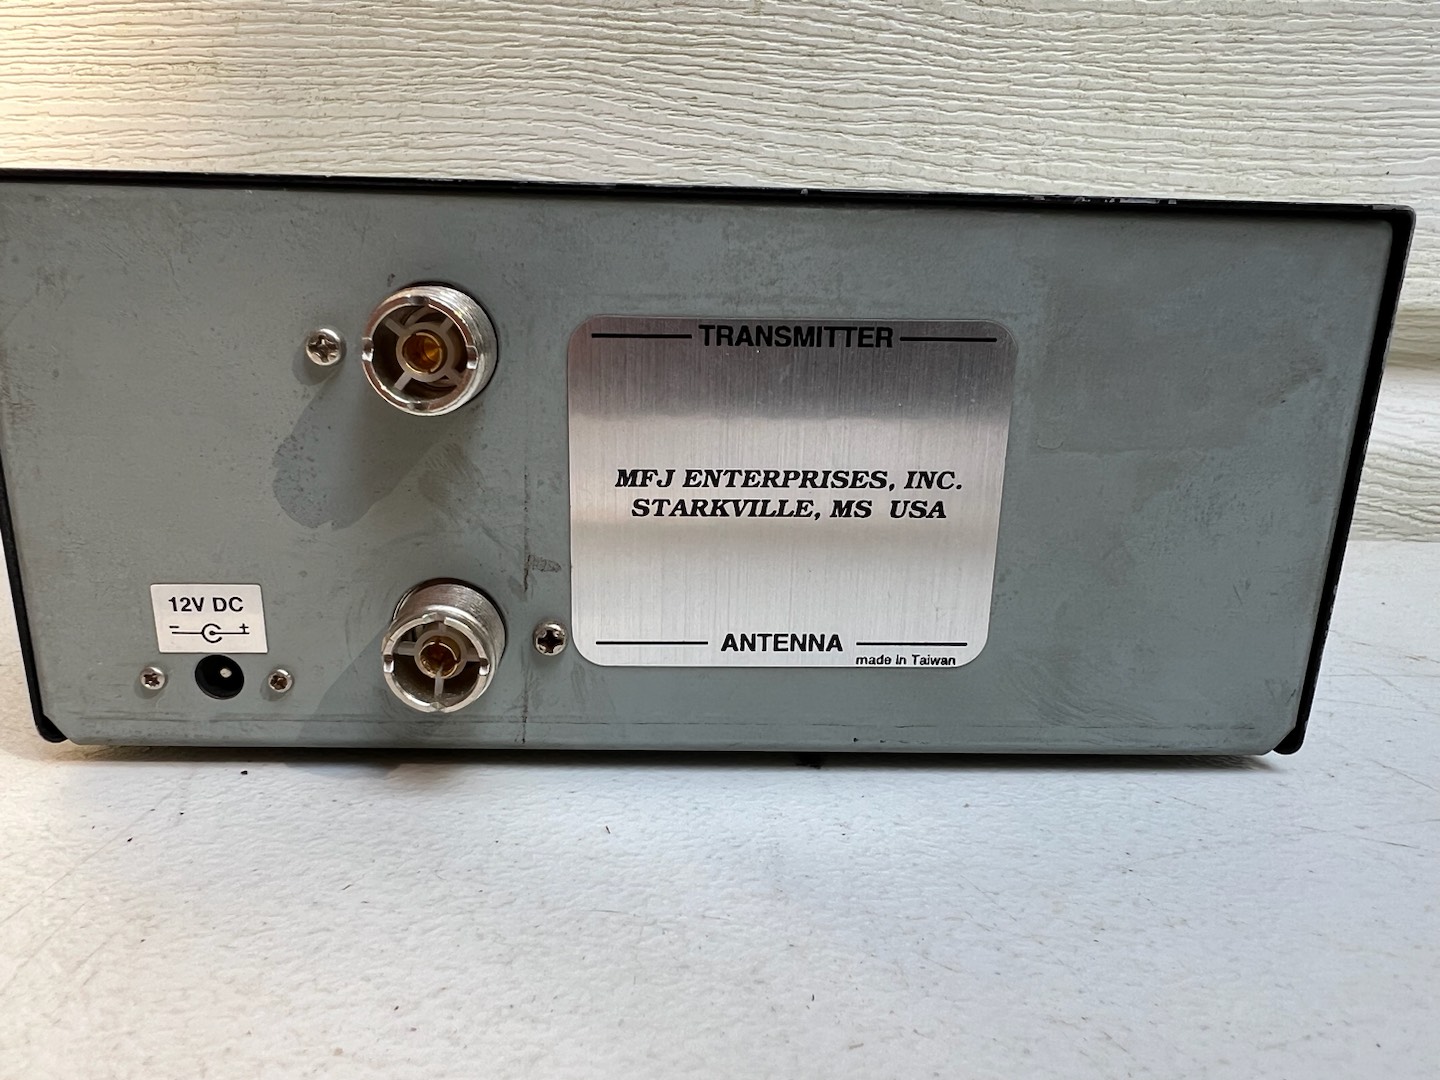 TRANSMITTER
MFJ ENTERPRISES, INC.
STARKVILLE, MS USA
12V DC
- +
ANTENNA
made in Taiwan